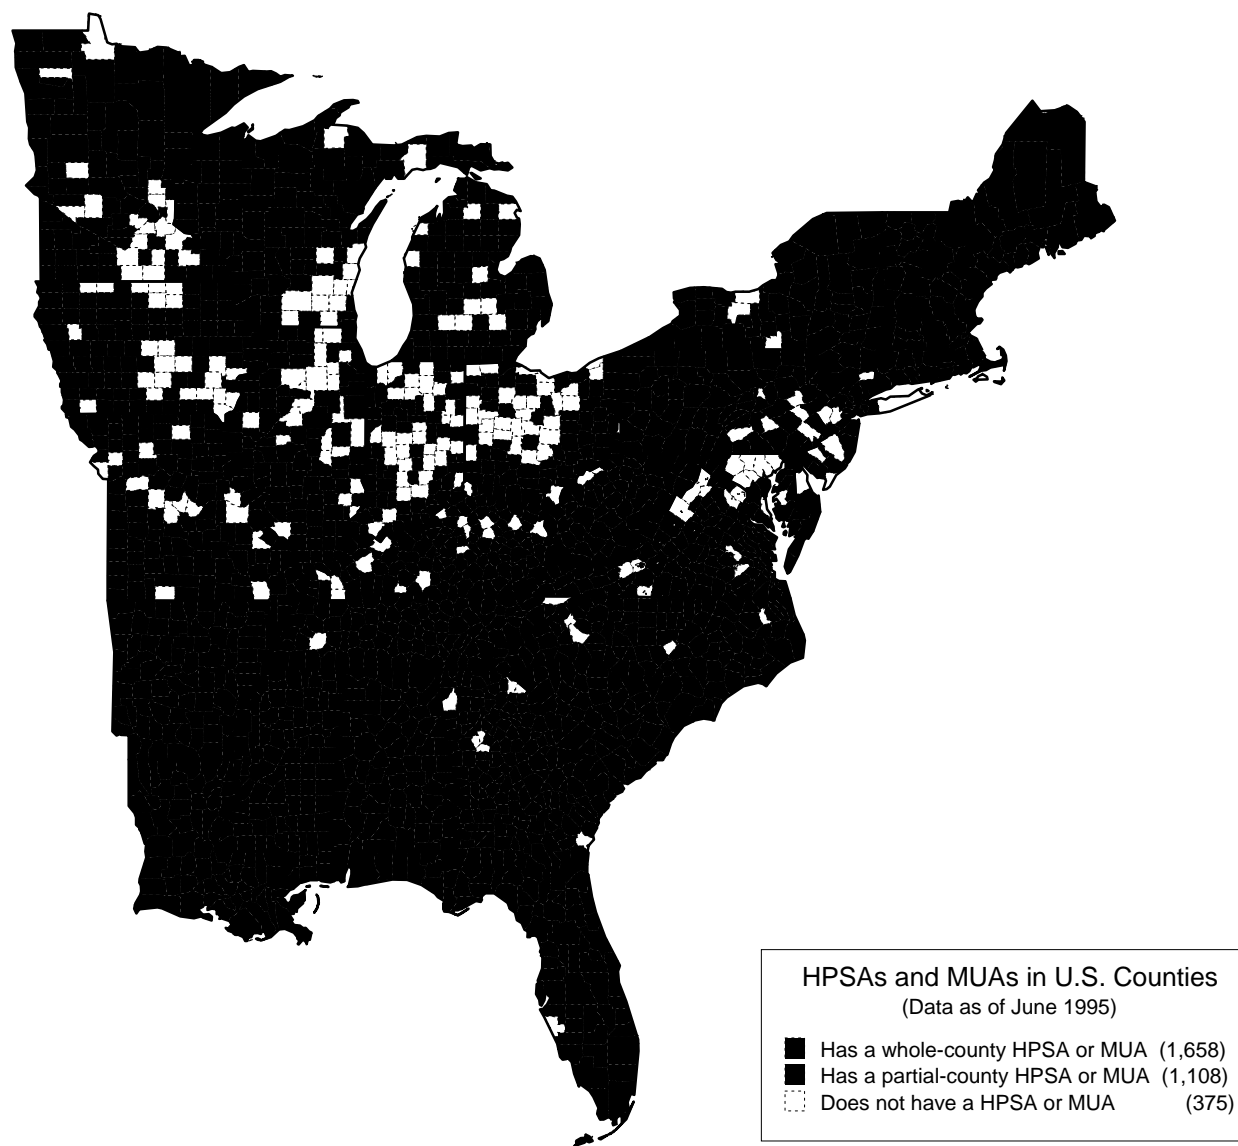 HPSAs and MUAs in U.S. Counties
(Data as of June 1995)
Has a whole-county HPSA or MUA (1,658)
Has a partial-county HPSA or MUA (1,108)
Does not have a HPSA or MUA (375)